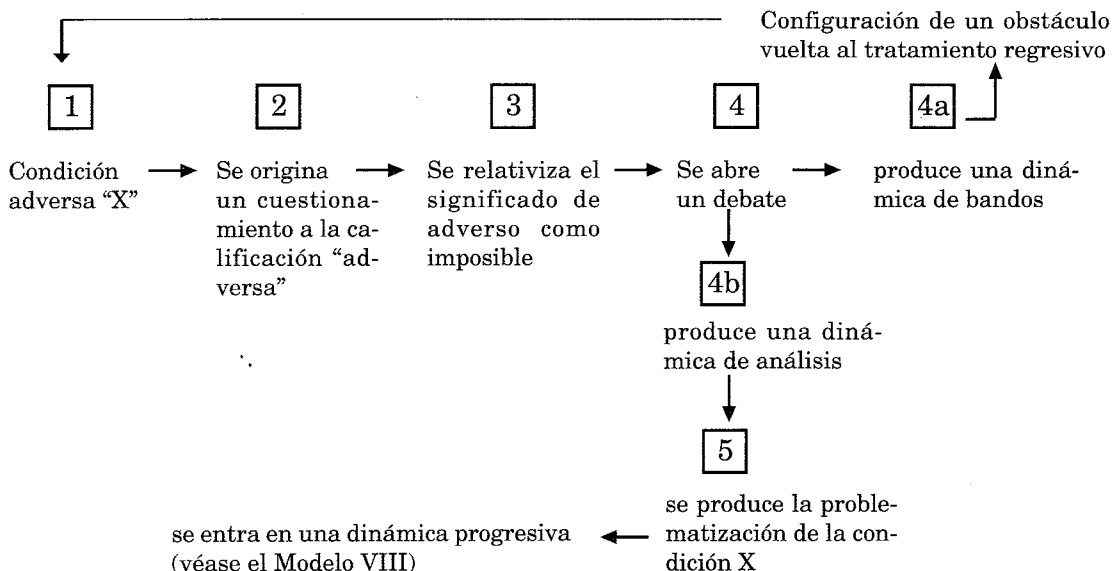 Configuración de un obstáculo
vuelta al tratamiento regresivo
1
2
3
4
4a
Condición
adversa “X”
Se origina
un cuestiona-
miento a la ca-
lificación “ad-
versa”
Se relativiza el
significado de
adverso como
imposible
Se abre
un debate
produce una diná-
mica de bandos
4b
produce una diná-
mica de análisis
5
se produce la proble-
matización de la con-
dición X
se entra en una dinámica progresiva
(véase el Modelo VIII)